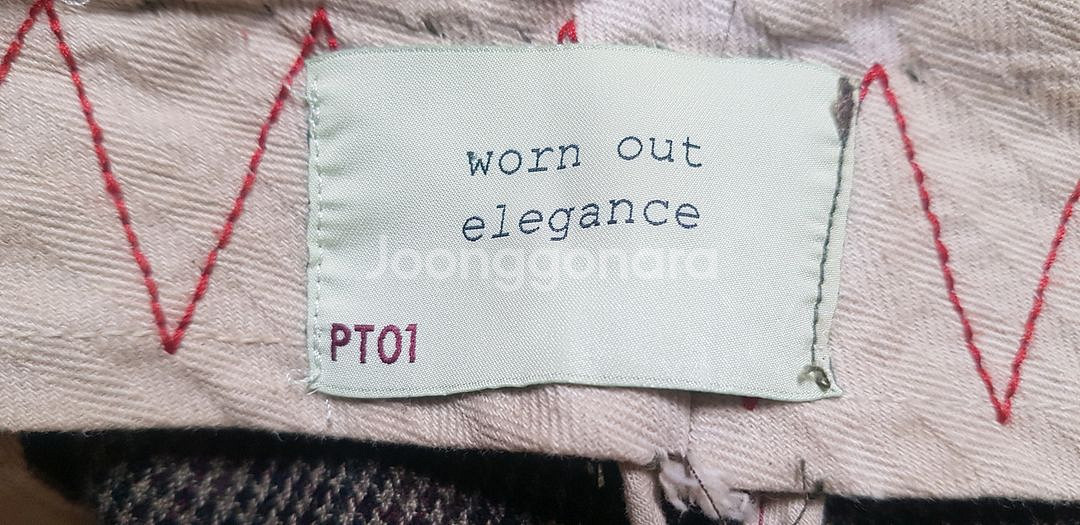 worn out
elegance
Joonggonara
PT01